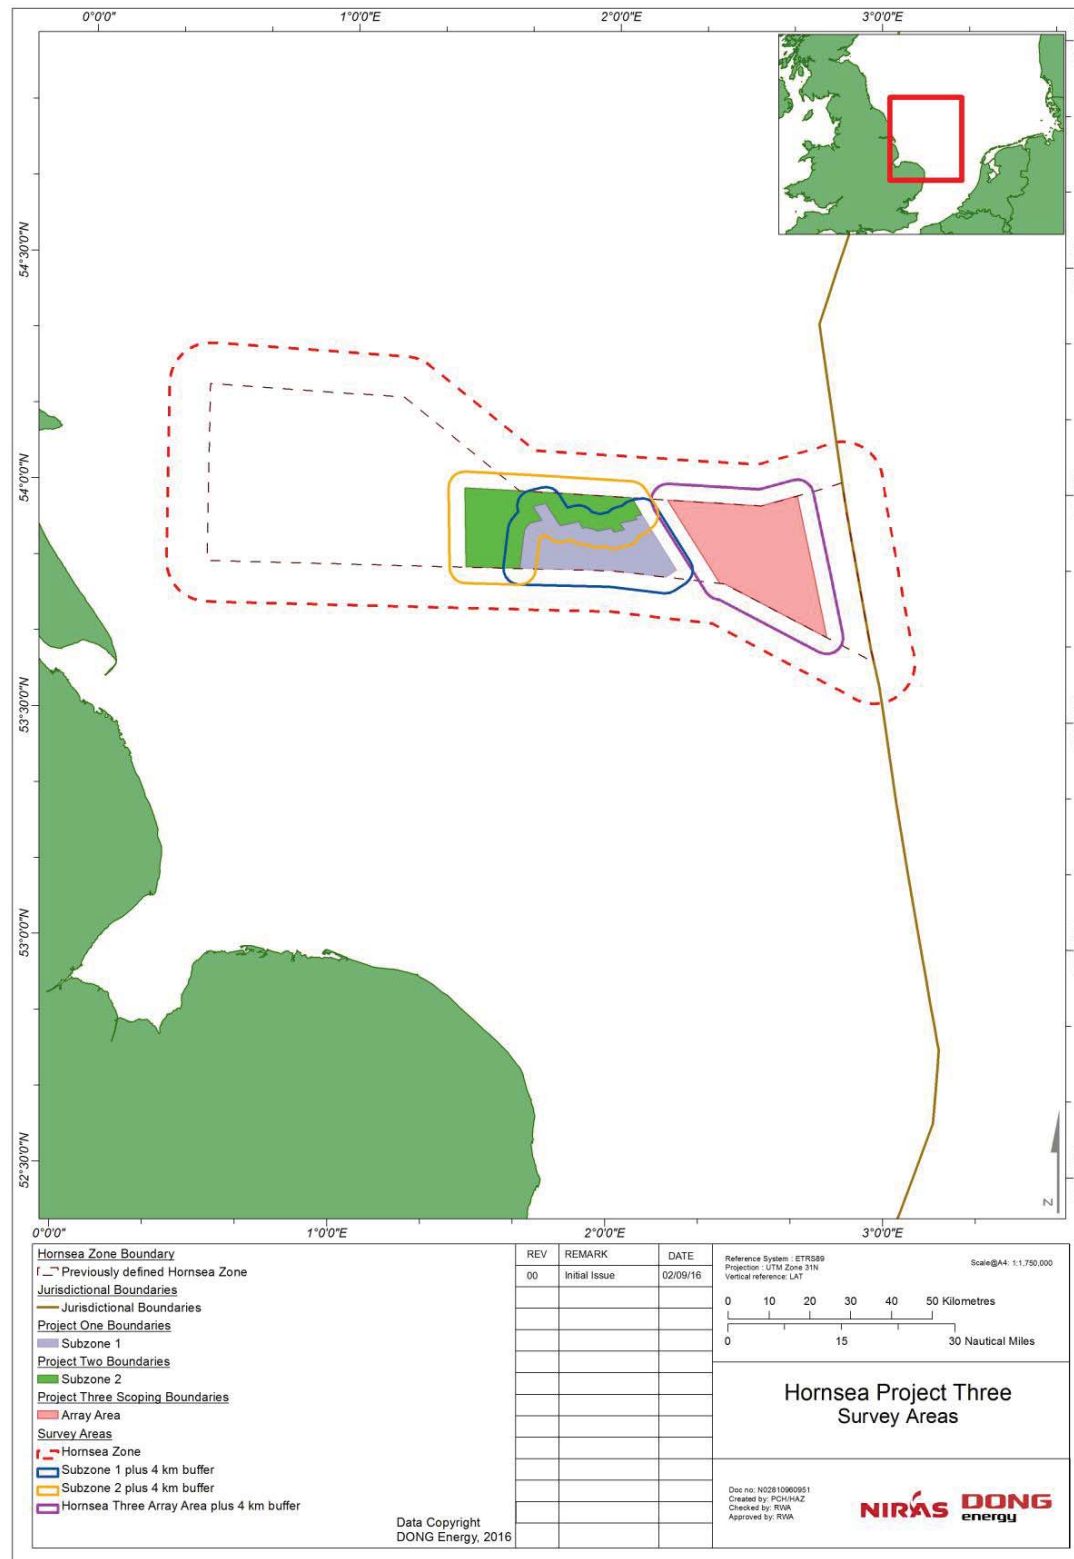 0°0'0"
1°0'0"E
2°0'0"E
3°0'0"E
54°30'0"N
54°0'0"N
53°30'0"N
53°0'0"N
52°30'0"N
N
0°0'0"
1°0'0"E
2°0'0"E
3°0'0"E
Hornsea Zone Boundary
Previously defined Hornsea Zone
Jurisdictional Boundaries
Jurisdictional Boundaries
Project One Boundaries
Subzone 1
Project Two Boundaries
Subzone 2
Project Three Scoping Boundaries
Array Area
Survey Areas
Hornsea Zone
Subzone 1 plus 4 km buffer
Subzone 2 plus 4 km buffer
Hornsea Three Array Area plus 4 km buffer
Data Copyright
DONG Energy, 2016
REV REMARK DATE
00 Initial Issue 02/09/16
Reference System : ETRS89
Projection : UTM Zone 31N
Vertical reference: LAT
Scale@A4: 1:1,750,000
0 10 20 30 40 50 Kilometres
0 15 30 Nautical Miles
Hornsea Project Three
Survey Areas
Doc no: N02810960951
Created by: PCH/HAZ
Checked by: RWA
Approved by: RWA
NIRAS
DONG
energy